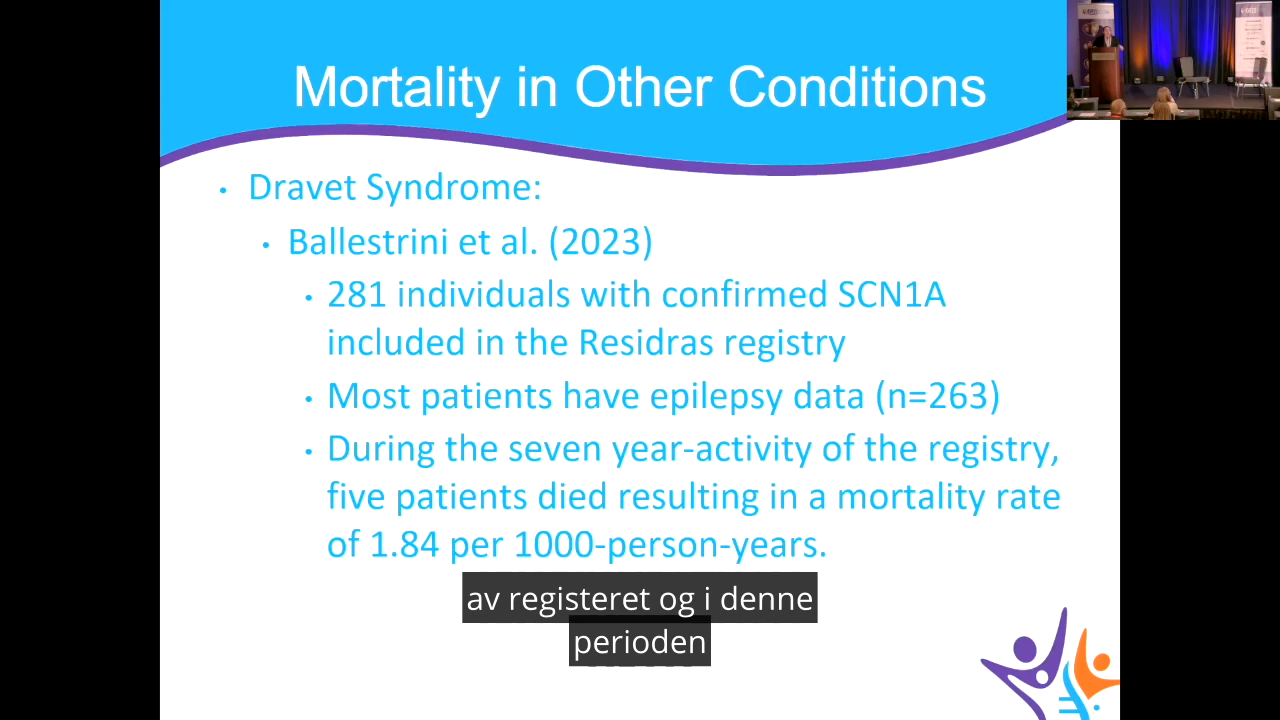 Mortality in Other Conditions
• Dravet Syndrome:
• Ballestrini et al. (2023)
• 281 individuals with confirmed SCN1A
included in the Residras registry
• Most patients have epilepsy data (n=263)
• During the seven year-activity of the registry,
five patients died resulting in a mortality rate
of 1.84 per 1000-person-years.
av registeret og i denne
perioden